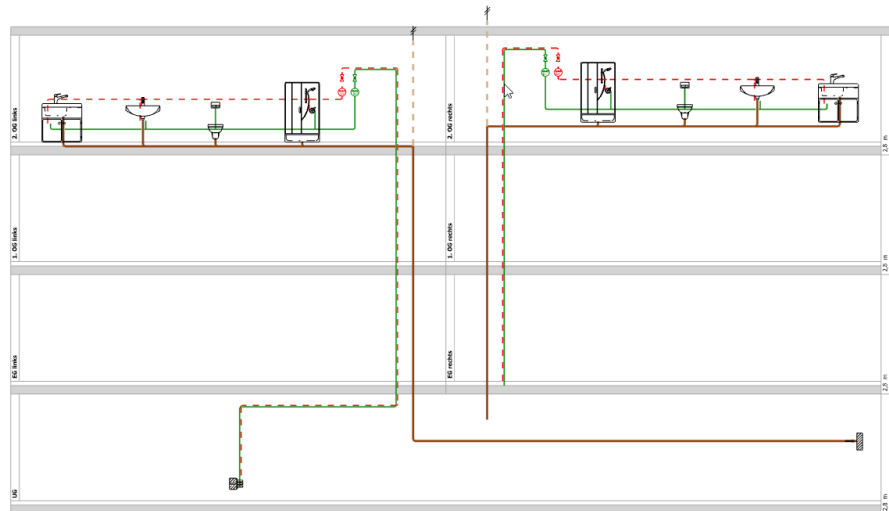 2. OG links
2. OG rechts
2,8 m
1. OG links
1. OG rechts
2,8 m
EG links
EG rechts
2,8 m
UG
2,8 m